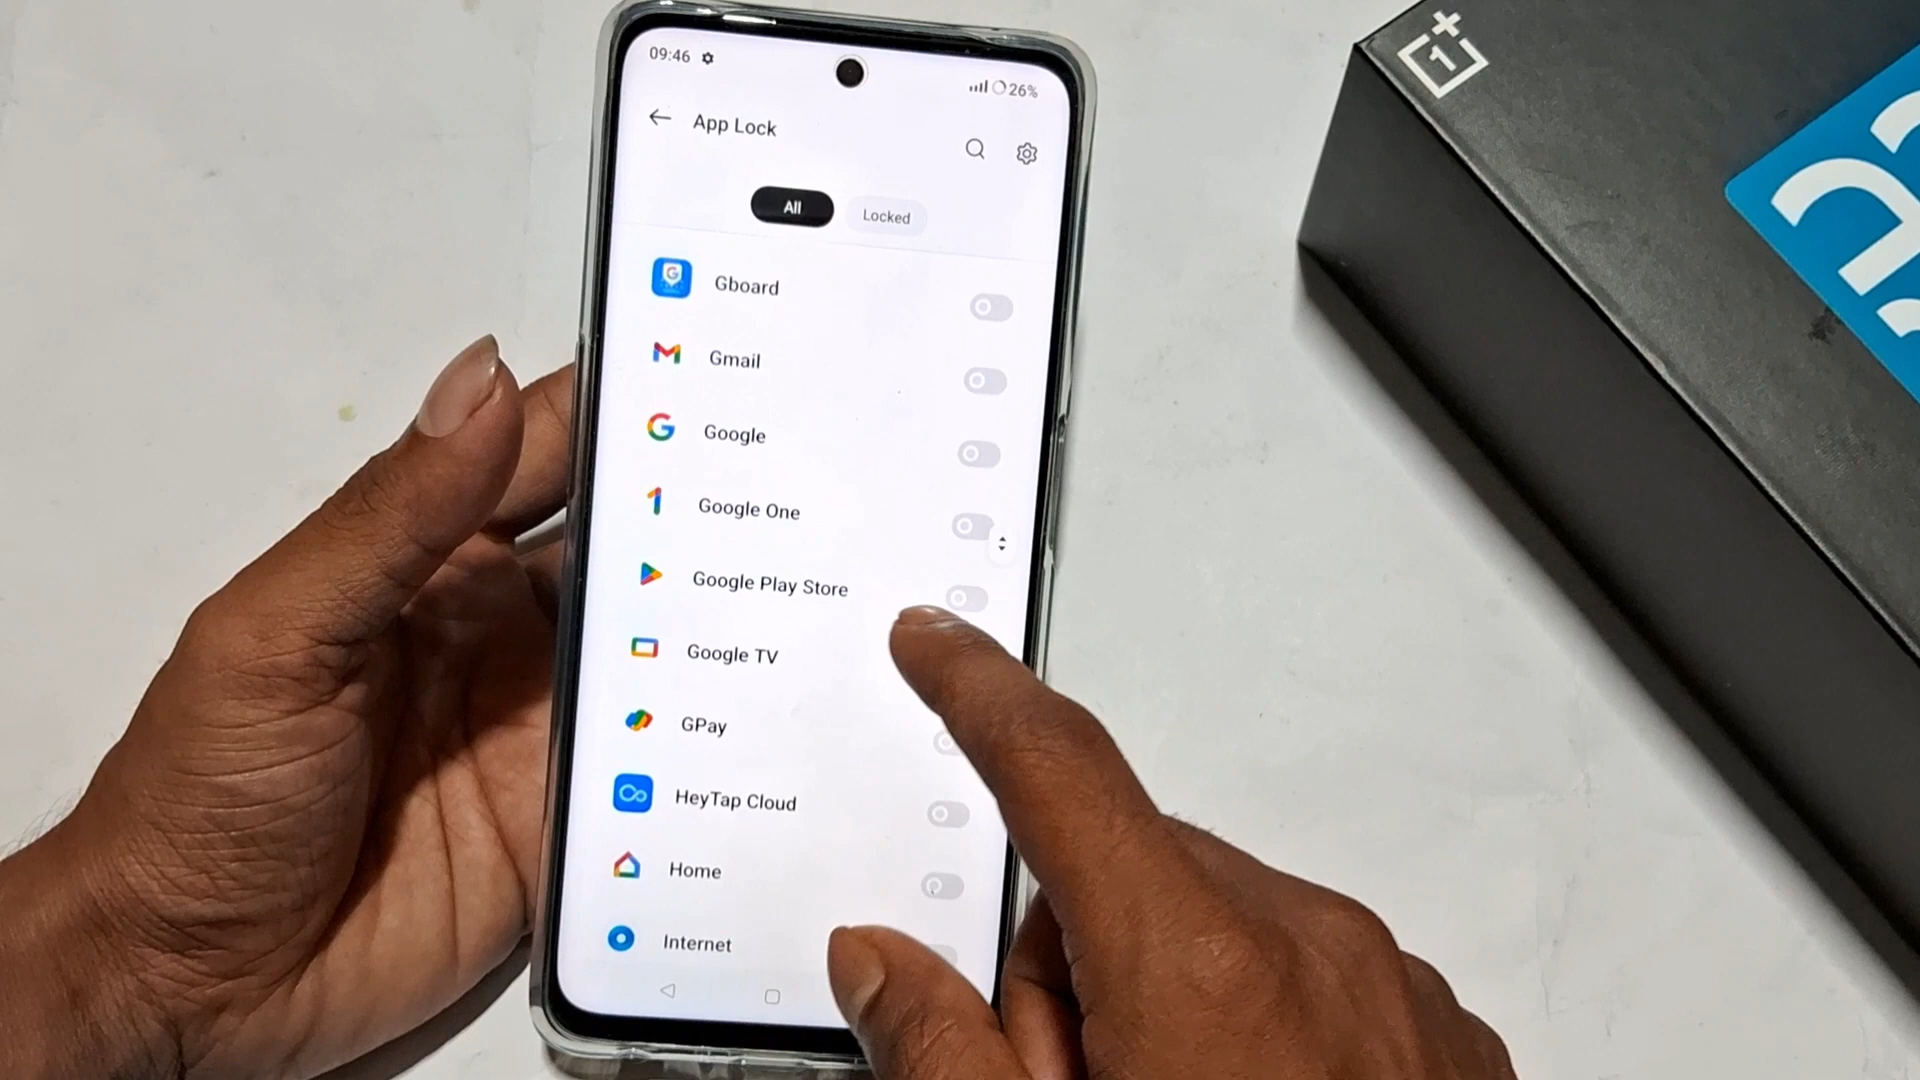 09:46
26%
App Lock
All
Locked
Gboard
Gmail
Google
Google One
Google Play Store
Google TV
GPay
HeyTap Cloud
Home
Internet
1+